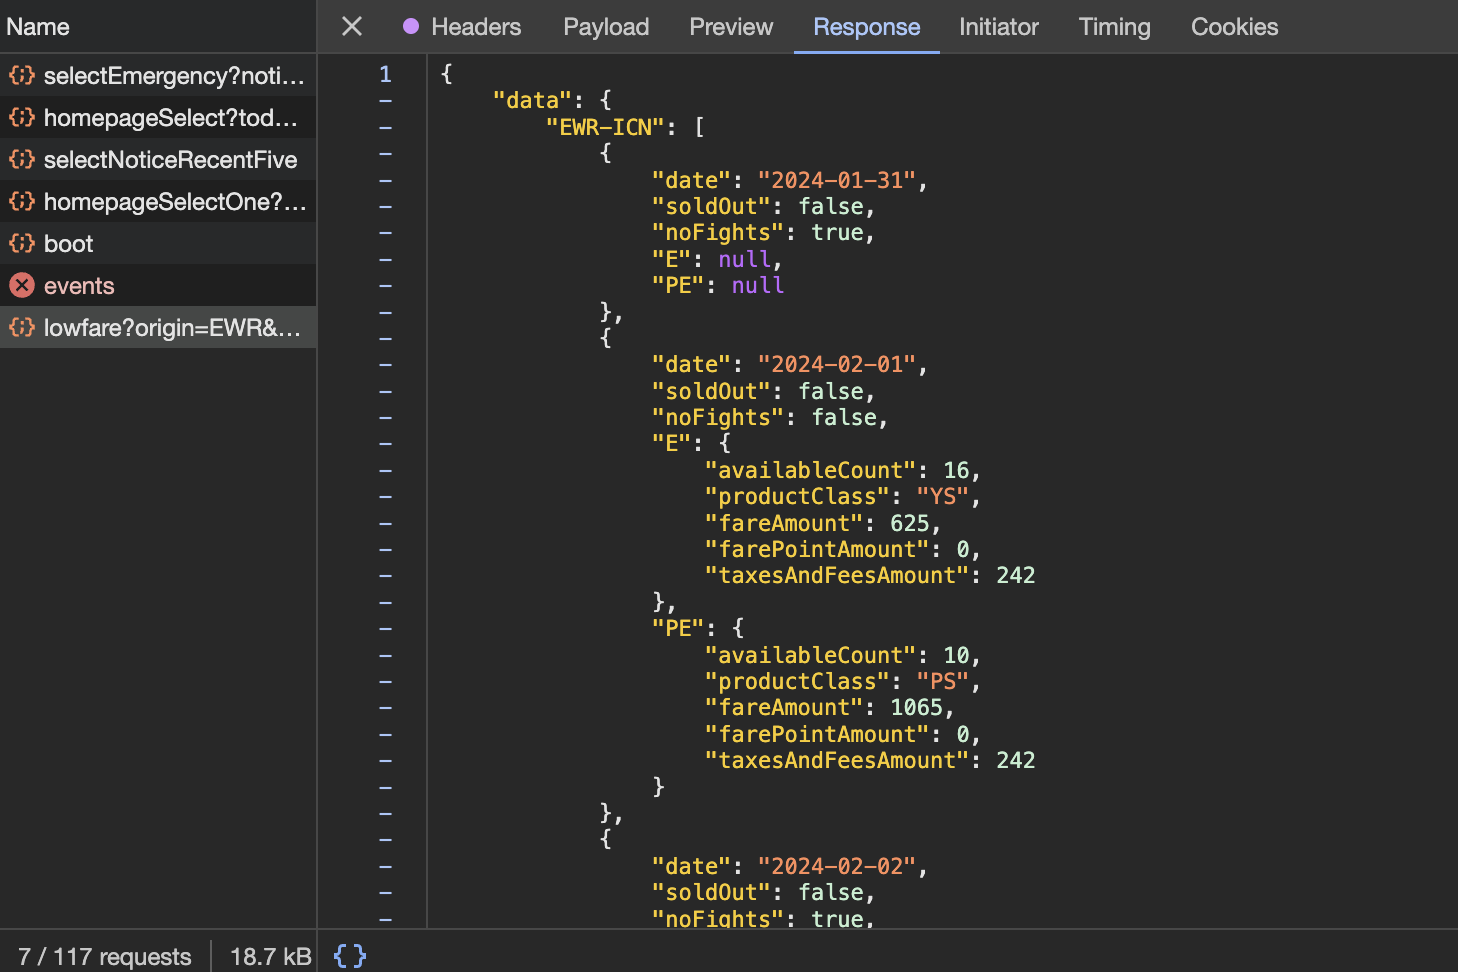 Name
Headers Payload Preview Response Initiator Timing Cookies
selectEmergency?noti…
homepageSelect?tod…
selectNoticeRecentFive
homepageSelectOne?…
boot
events
lowfare?origin=EWR&…
1 {
"data": {
"EWR-ICN": [
{
"date": "2024-01-31",
"soldOut": false,
"noFights": true,
"E": null,
"PE": null
},
{
"date": "2024-02-01",
"soldOut": false,
"noFights": false,
"E": {
"availableCount": 16,
"productClass": "YS",
"fareAmount": 625,
"farePointAmount": 0,
"taxesAndFeesAmount": 242
},
"PE": {
"availableCount": 10,
"productClass": "PS",
"fareAmount": 1065,
"farePointAmount": 0,
"taxesAndFeesAmount": 242
}
},
{
"date": "2024-02-02",
"soldOut": false,
"noFights": true,
7 / 117 requests 18.7 kB { }